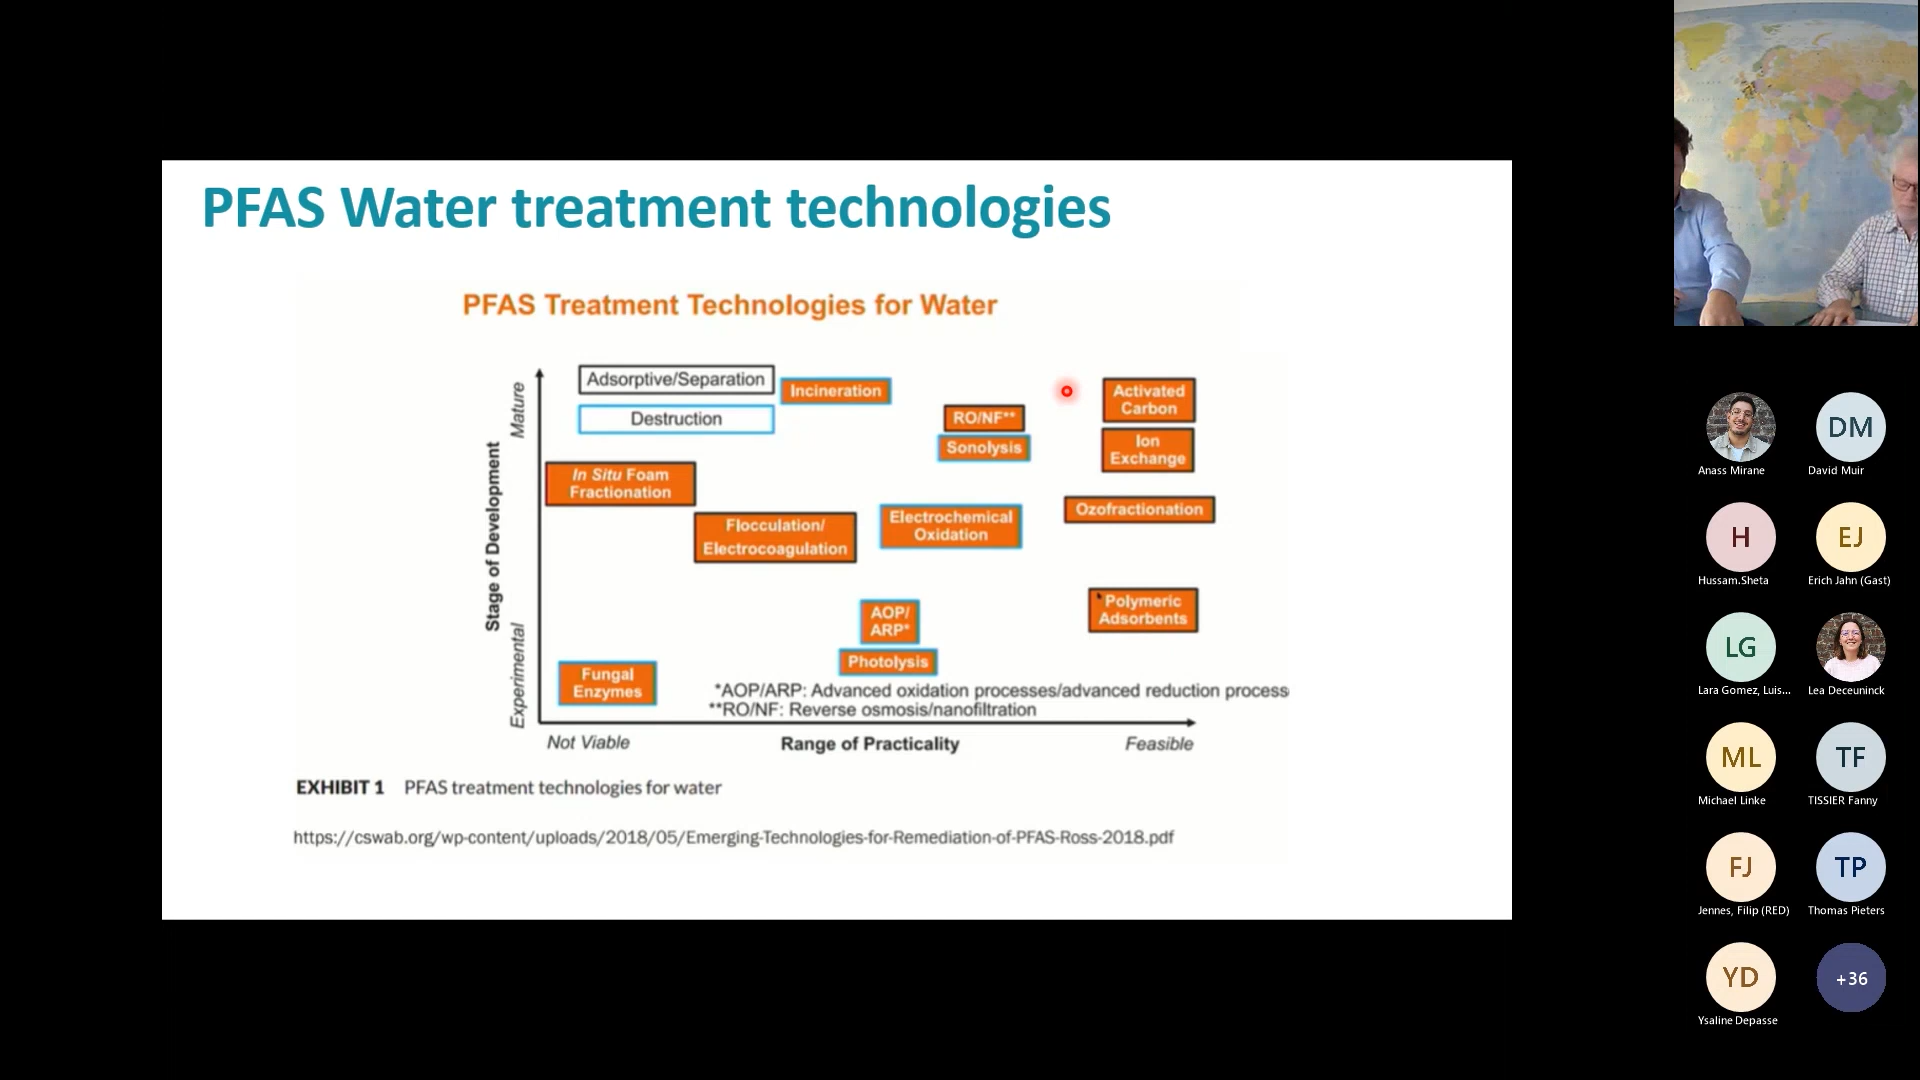 PFAS Water treatment technologies
PFAS Treatment Technologies for Water
Stage of Development
Mature
Experimental
Adsorptive/Separation
Destruction
Incineration
RO/NF**
Sonolysis
Activated
Carbon
Ion
Exchange
In Situ Foam
Fractionation
Flocculation/
Electrocoagulation
Electrochemical
Oxidation
Ozofractionation
AOP/
ARP*
Photolysis
Polymeric
Adsorbents
Fungal
Enzymes
*AOP/ARP: Advanced oxidation processes/advanced reduction process
**RO/NF: Reverse osmosis/nanofiltration
Not Viable
Range of Practicality
Feasible
EXHIBIT 1 PFAS treatment technologies for water
https://cswab.org/wp-content/uploads/2018/05/Emerging-Technologies-for-Remediation-of-PFAS-Ross-2018.pdf
Anass Mirane
DM
David Muir
H
Hussam.Sheta
EJ
Erich Jahn (Gast)
LG
Lara Gomez, Luis...
Lea Deceuninck
ML
Michael Linke
TF
TISSIER Fanny
FJ
Jennes, Filip (RED)
TP
Thomas Pieters
YD
Ysaline Depasse
+36